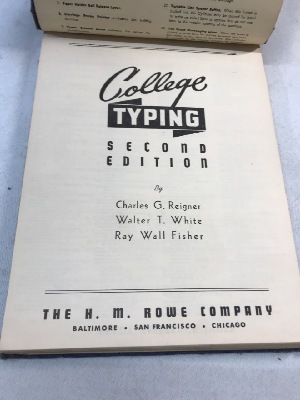 College
TYPING
SECOND
EDITION
By
Charles G. Reigner
Walter T. White
Ray Wall Fisher
THE H. M. ROWE COMPANY
BALTIMORE • SAN FRANCISCO • CHICAGO